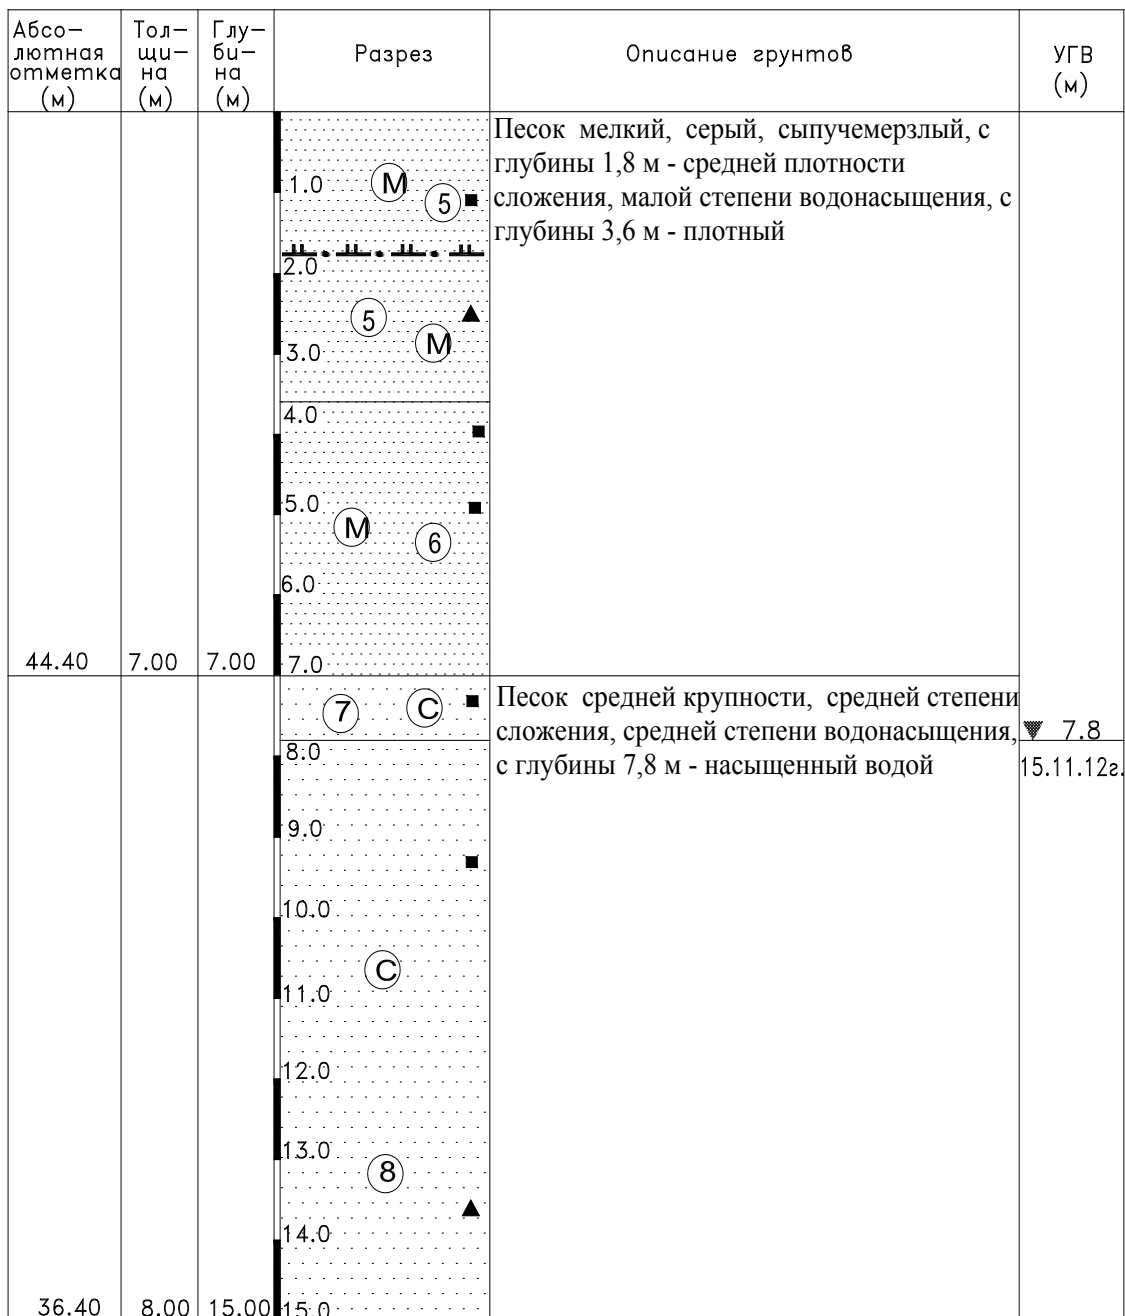 Абсо-
лютная
отметка
(м)
Тол-
щи-
на
(м)
Глу-
би-
на
(м)
Разрез
Описание грунтов
УГВ
(м)
Песок мелкий, серый, сыпучемерзлый, с
глубины 1,8 м - средней плотности
сложения, малой степени водонасыщения, с
глубины 3,6 м - плотный
1.0
М
5
2.0
5
М
3.0
4.0
5.0
М
6
6.0
44.40 7.00 7.00 7.0
Песок средней крупности, средней степени
сложения, средней степени водонасыщения,
с глубины 7,8 м - насыщенный водой
7 С
7.8
15.11.12г.
8.0
9.0
10.0
С
11.0
12.0
13.0
8
14.0
36.40 8.00 15.00 15.0